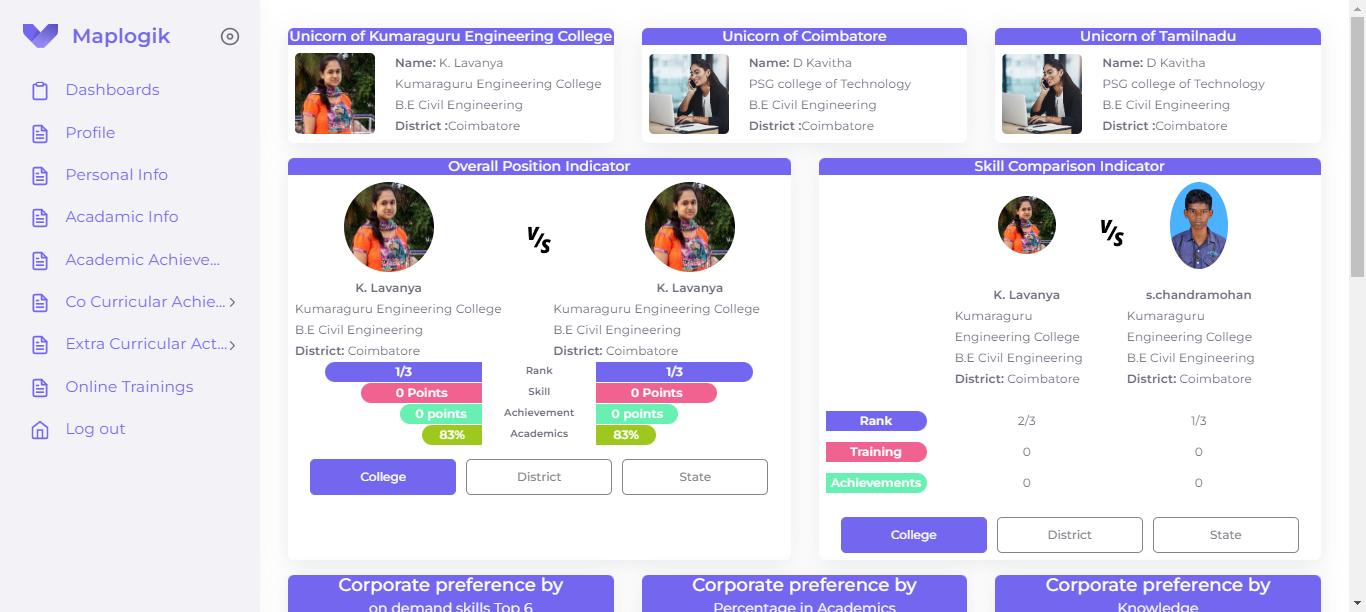 Maplogik
Dashboards
Profile
Personal Info
Acadamic Info
Academic Achieve...
Co Curricular Achie...
Extra Curricular Act...
Online Trainings
Log out
Unicorn of Kumaraguru Engineering College
Name: K. Lavanya
Kumaraguru Engineering College
B.E Civil Engineering
District :Coimbatore
Unicorn of Coimbatore
Name: D Kavitha
PSG college of Technology
B.E Civil Engineering
District :Coimbatore
Unicorn of Tamilnadu
Name: D Kavitha
PSG college of Technology
B.E Civil Engineering
District :Coimbatore
Overall Position Indicator
V/S
K. Lavanya
Kumaraguru Engineering College
B.E Civil Engineering
District: Coimbatore
K. Lavanya
Kumaraguru Engineering College
B.E Civil Engineering
District: Coimbatore
1/3 Rank 1/3
0 Points Skill 0 Points
0 points Achievement 0 points
83% Academics 83%
College District State
Skill Comparison Indicator
V/S
K. Lavanya
Kumaraguru
Engineering College
B.E Civil Engineering
District: Coimbatore
s.chandramohan
Kumaraguru
Engineering College
B.E Civil Engineering
District: Coimbatore
Rank 2/3 1/3
Training 0 0
Achievements 0 0
College District State
Corporate preference by
on demand skills Top 6
Corporate preference by
Percentage in Academics
Corporate preference by
Knowledge